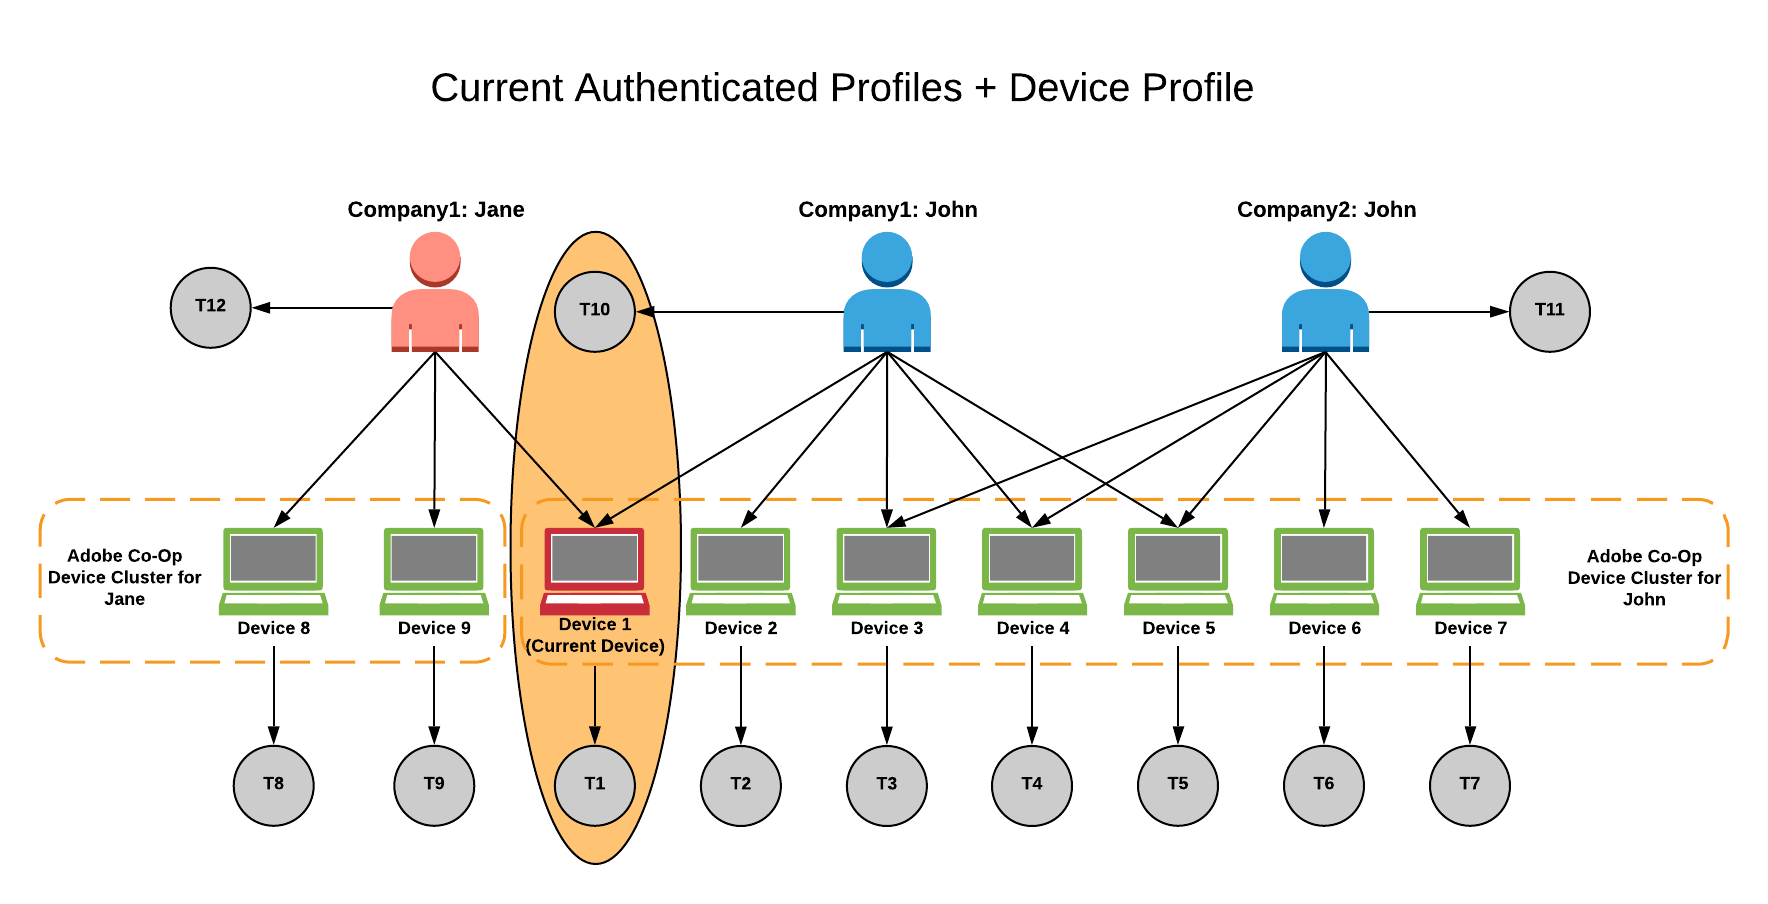 Current Authenticated Profiles + Device Profile
Company1: Jane
Company1: John
Company2: John
T12
T10
T11
Adobe Co-Op
Device Cluster for
Jane
Adobe Co-Op
Device Cluster for
John
Device 8
Device 9
Device 1
(Current Device)
Device 2
Device 3
Device 4
Device 5
Device 6
Device 7
T8
T9
T1
T2
T3
T4
T5
T6
T7